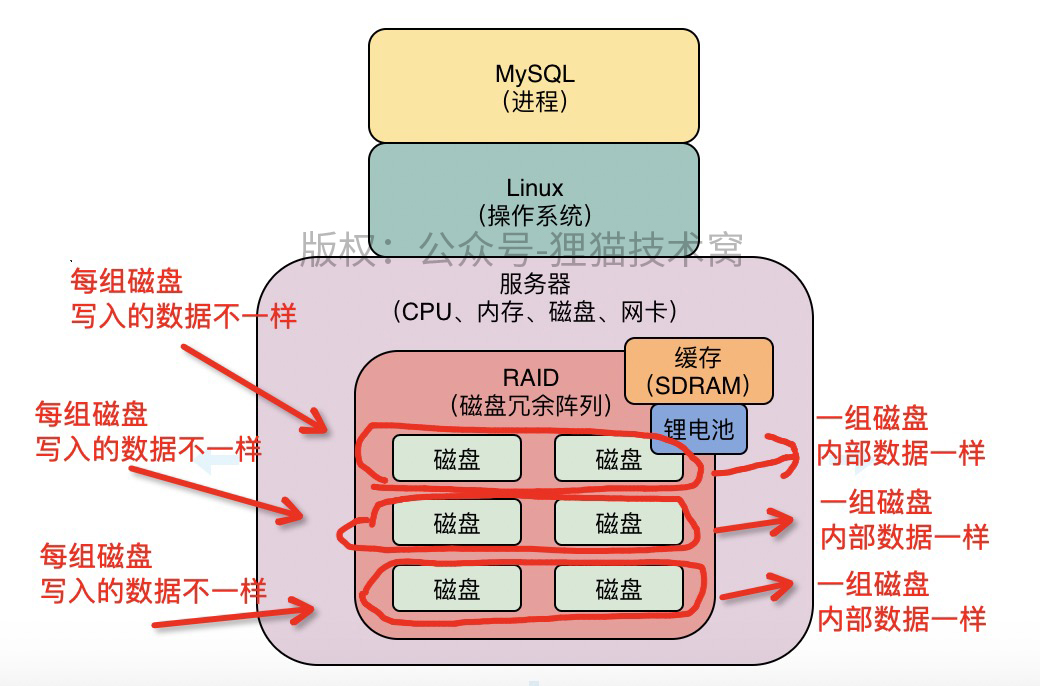 MySQL
（进程）
Linux
（操作系统）
版权：公众号-狸猫技术窝
服务器
（CPU、内存、磁盘、网卡）
每组磁盘
写入的数据不一样
缓存
（SDRAM）
RAID
（磁盘冗余阵列）
锂电池
每组磁盘
写入的数据不一样
一组磁盘
内部数据一样
磁盘
磁盘
一组磁盘
内部数据一样
磁盘
磁盘
每组磁盘
写入的数据不一样
一组磁盘
内部数据一样
磁盘
磁盘